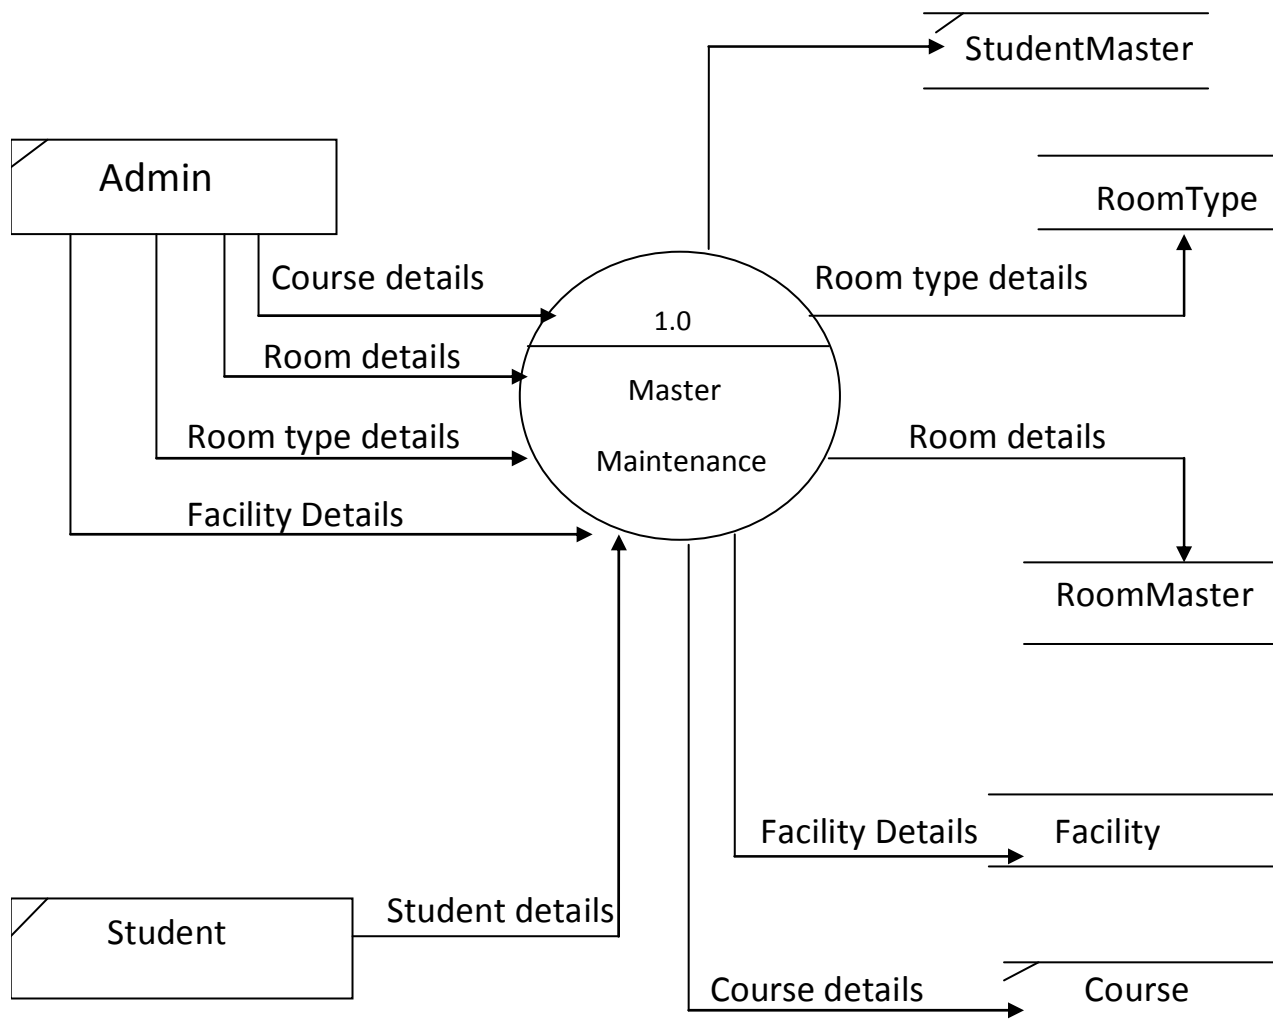 StudentMaster
Admin
RoomType
Course details
Room type details
1.0
Room details
Master
Room type details
Room details
Maintenance
Facility Details
RoomMaster
Facility Details
Facility
Student details
Student
Course details
Course